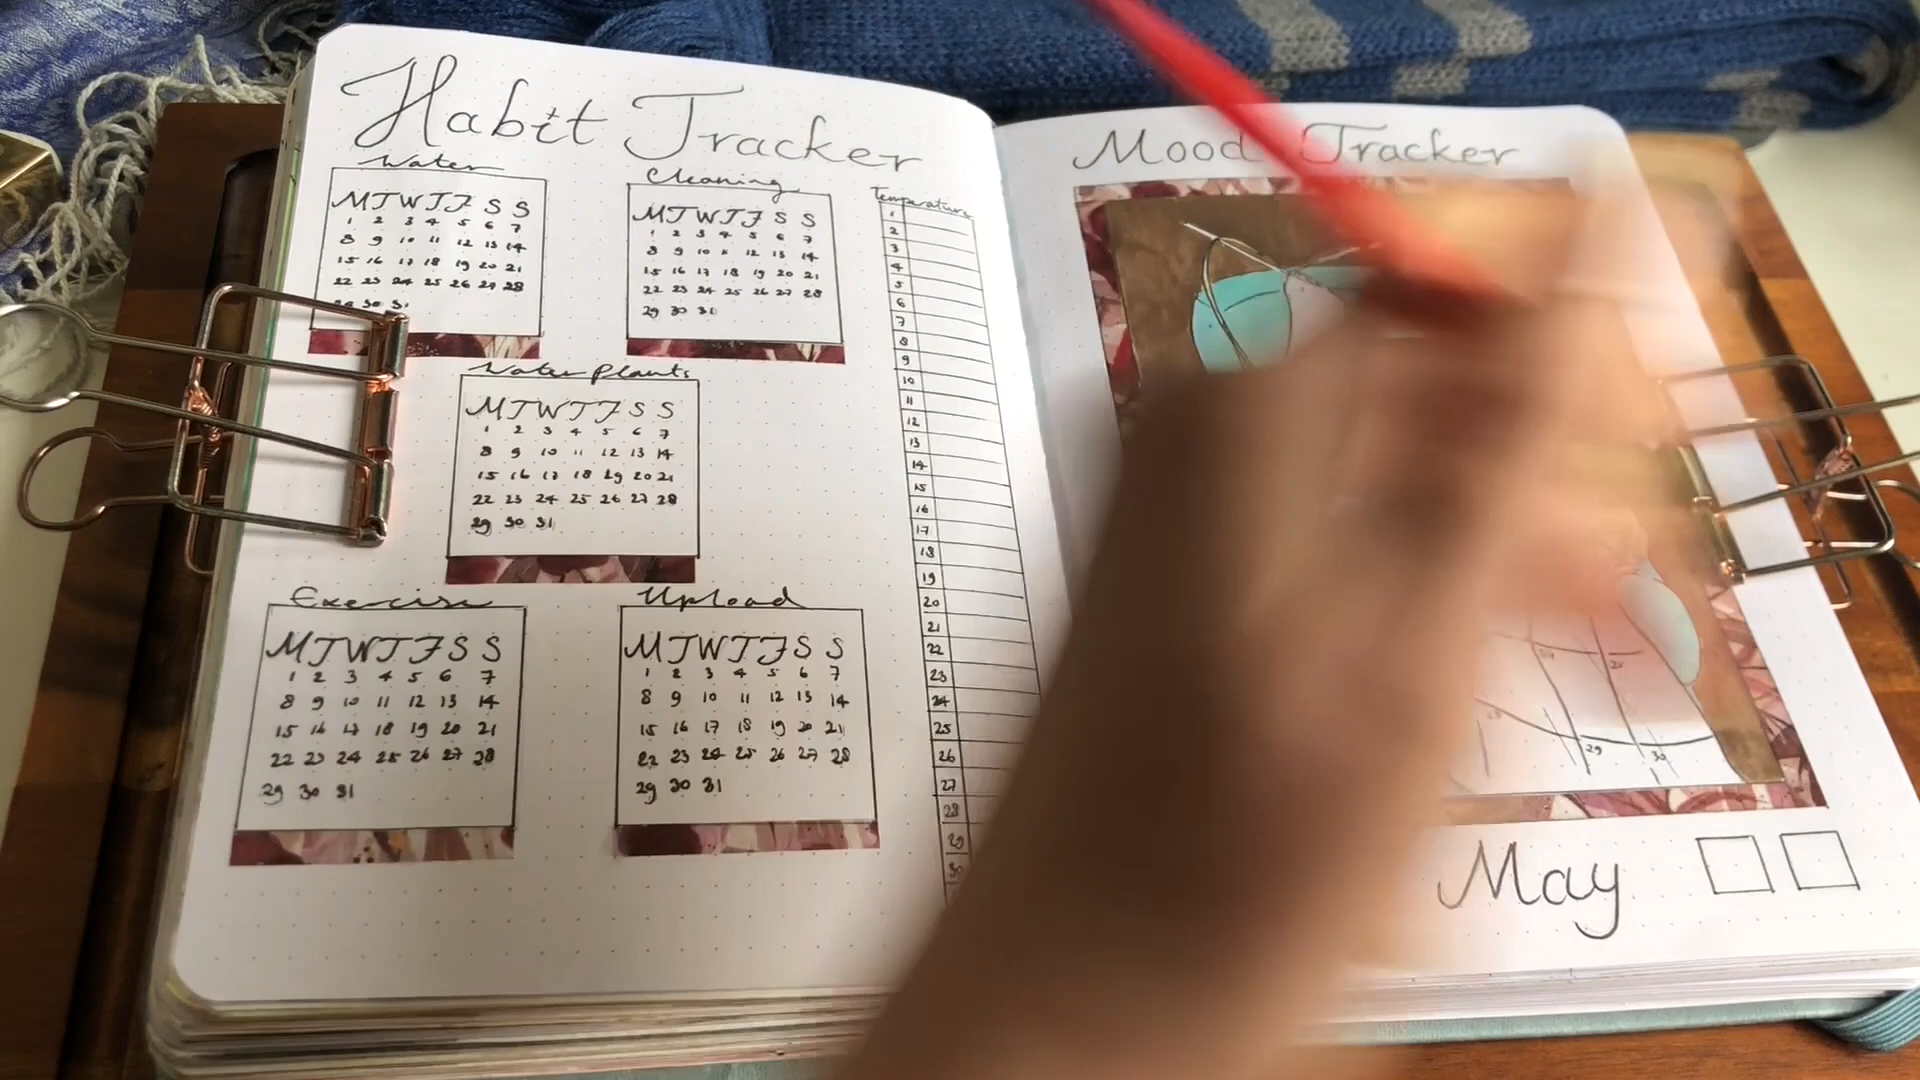 Habit Tracker
Water
M T W T F S S
1 2 3 4 5 6 7
8 9 10 11 12 13 14
15 16 17 18 19 20 21
22 23 24 25 26 27 28
29 30 31
Cleaning
M T W T F S S
1 2 3 4 5 6 7
8 9 10 11 12 13 14
15 16 17 18 19 20 21
22 23 24 25 26 27 28
29 30 31
Water Plants
M T W T F S S
1 2 3 4 5 6 7
8 9 10 11 12 13 14
15 16 17 18 19 20 21
22 23 24 25 26 27 28
29 30 31
Exercise
M T W T F S S
1 2 3 4 5 6 7
8 9 10 11 12 13 14
15 16 17 18 19 20 21
22 23 24 25 26 27 28
29 30 31
Upload
M T W T F S S
1 2 3 4 5 6 7
8 9 10 11 12 13 14
15 16 17 18 19 20 21
22 23 24 25 26 27 28
29 30 31
Temperature
1
2
3
4
5
6
7
8
9
10
11
12
13
14
15
16
17
18
19
20
21
22
23
24
25
26
27
28
29
30
Mood Tracker
29 30
May